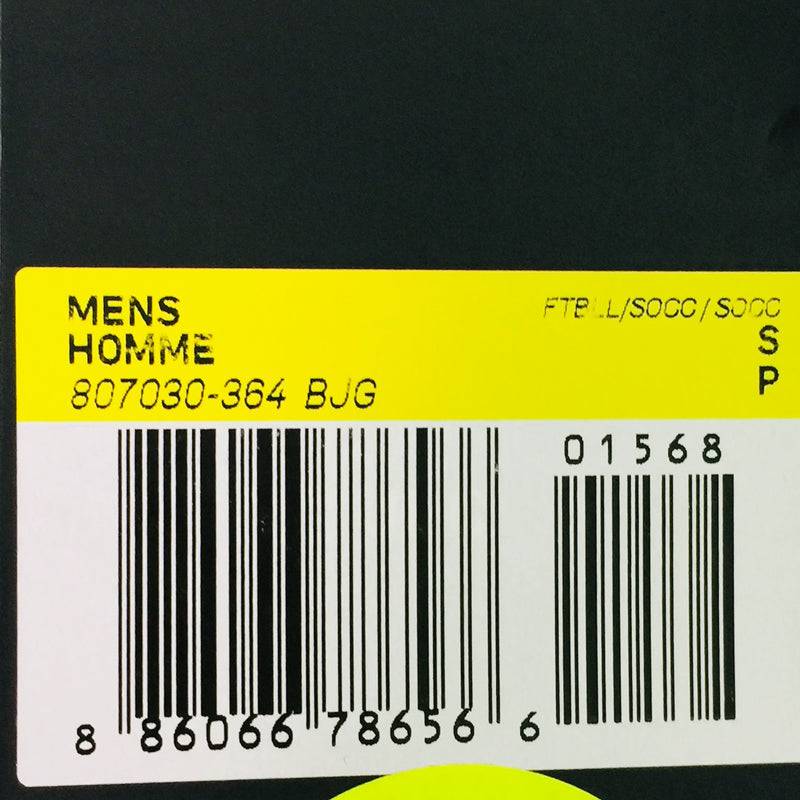 MENS
HOMME
807030-364 BJG
FTBLL/SOCC/SOCC
S
P
01568
8 86066 78656 6